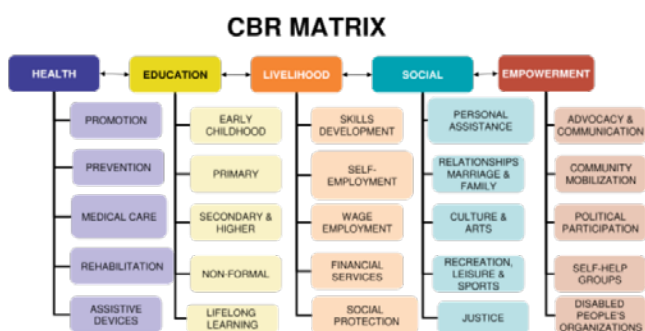 CBR MATRIX
HEALTH
EDUCATION
LIVELIHOOD
SOCIAL
EMPOWERMENT
PROMOTION
PREVENTION
MEDICAL CARE
REHABILITATION
ASSISTIVE
DEVICES
EARLY
CHILDHOOD
PRIMARY
SECONDARY &
HIGHER
NON-FORMAL
LIFELONG
LEARNING
SKILLS
DEVELOPMENT
SELF-
EMPLOYMENT
WAGE
EMPLOYMENT
FINANCIAL
SERVICES
SOCIAL
PROTECTION
PERSONAL
ASSISTANCE
RELATIONSHIPS
MARRIAGE &
FAMILY
CULTURE &
ARTS
RECREATION,
LEISURE &
SPORTS
JUSTICE
ADVOCACY &
COMMUNICATION
COMMUNITY
MOBILIZATION
POLITICAL
PARTICIPATION
SELF-HELP
GROUPS
DISABLED
PEOPLE'S
ORGANIZATIONS